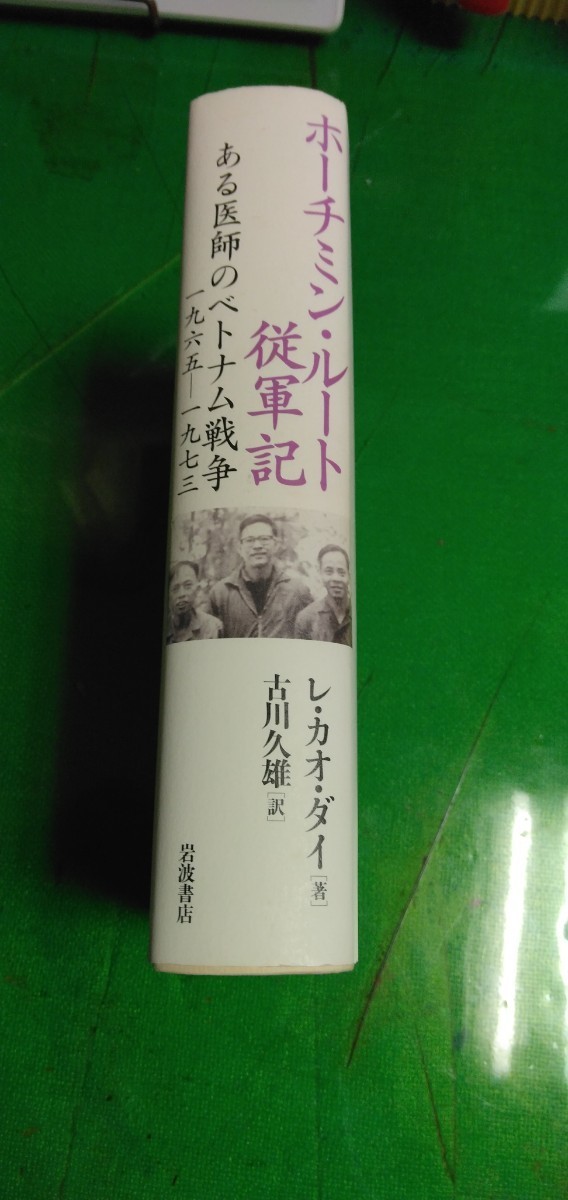 ホーチミン・ルート
従軍記
ある医師のベトナム戦争
一九六五―一九七三
レ・カオ・ダイ[著]
古川久雄[訳]
岩波書店